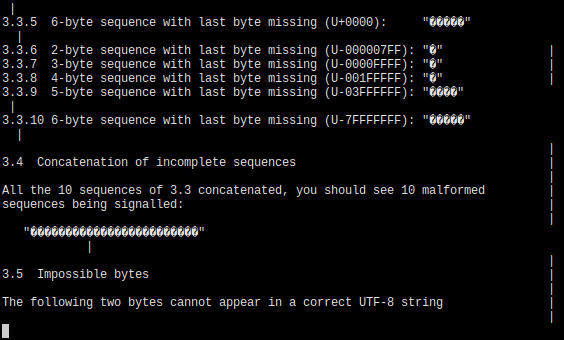 |
3.3.5 6-byte sequence with last byte missing (U+0000): "�����"
|
3.3.6 2-byte sequence with last byte missing (U-000007FF): "�" |
3.3.7 3-byte sequence with last byte missing (U-0000FFFF): "�" |
3.3.8 4-byte sequence with last byte missing (U-001FFFFF): "�" |
3.3.9 5-byte sequence with last byte missing (U-03FFFFFF): "����"
|
3.3.10 6-byte sequence with last byte missing (U-7FFFFFFF): "�����"
|
|
3.4 Concatenation of incomplete sequences |
|
All the 10 sequences of 3.3 concatenated, you should see 10 malformed |
sequences being signalled: |
|
"������������������������"
|
|
3.5 Impossible bytes |
|
The following two bytes cannot appear in a correct UTF-8 string |
|